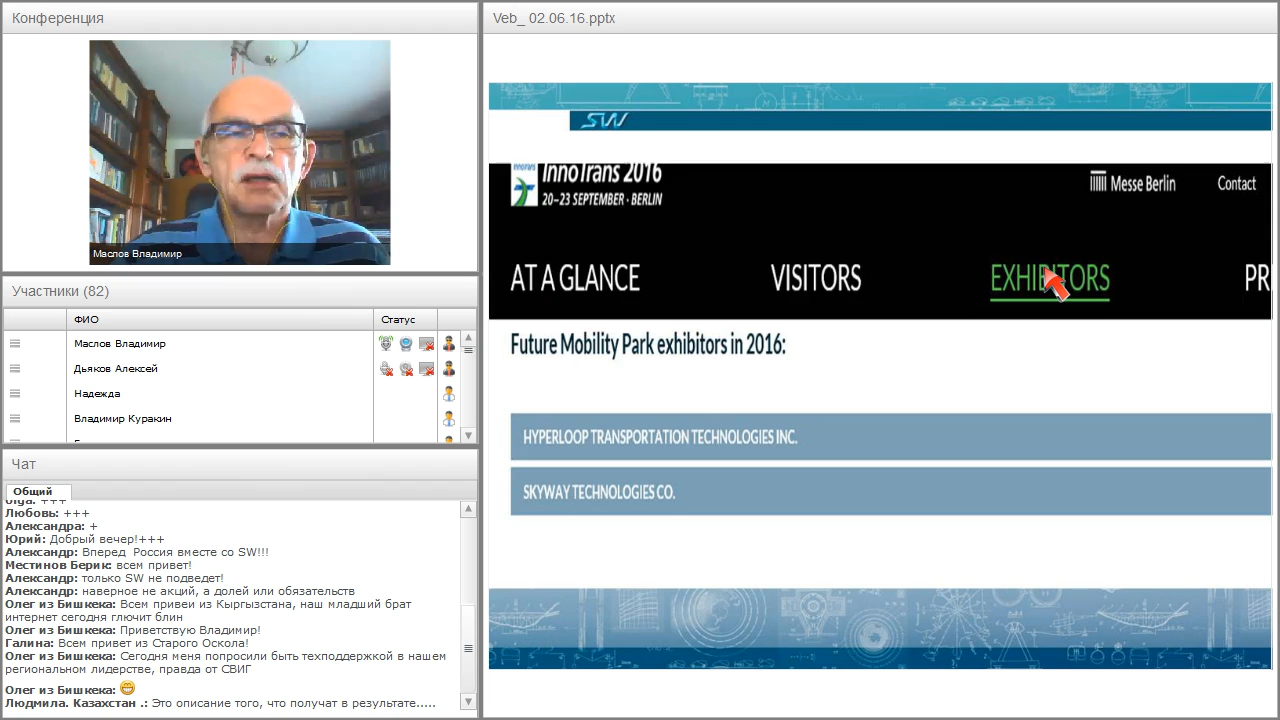 Конференция
Маслов Владимир
Участники (82)
ФИО
Статус
Маслов Владимир
Дьяков Алексей
Надежда
Владимир Куракин
Чат
Общий
olga: +++
Любовь: +++
Александра: +
Юрий: Добрый вечер!+++
Александр: Вперед Россия вместе со SW!!!
Местинов Берик: всем привет!
Александр: только SW не подведет!
Александр: наверное не акций, а долей или обязательств
Олег из Бишкека: Всем привеи из Кыргызстана, наш младший брат
интернет сегодня глючит блин
Олег из Бишкека: Приветствую Владимир!
Галина: Всем привет из Старого Оскола!
Олег из Бишкека: Сегодня меня попросили быть техподдержкой в нашем
региональном лидерстве, правда от СВИГ
Олег из Бишкека:
Людмила. Казахстан .: Это описание того, что получат в результате.....
Veb_ 02.06.16.pptx
SW
InnoTrans 2016
20–23 SEPTEMBER · BERLIN
Messe Berlin
Contact
AT A GLANCE
VISITORS
EXHIBITORS
PR
Future Mobility Park exhibitors in 2016:
HYPERLOOP TRANSPORTATION TECHNOLOGIES INC.
SKYWAY TECHNOLOGIES CO.